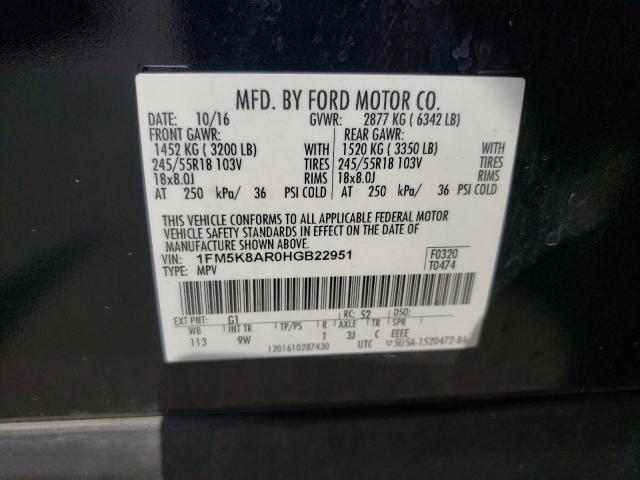 MFD. BY FORD MOTOR CO.
DATE: 10/16 GVWR: 2877 KG ( 6342 LB)
FRONT GAWR: REAR GAWR:
1452 KG ( 3200 LB) WITH 1520 KG ( 3350 LB) WITH
245/55R18 103V TIRES 245/55R18 103V TIRES
18x8.0J RIMS 18x8.0J RIMS
AT 250 kPa/ 36 PSI COLD AT 250 kPa/ 36 PSI COLD
THIS VEHICLE CONFORMS TO ALL APPLICABLE FEDERAL MOTOR
VEHICLE SAFETY STANDARDS IN EFFECT ON THE DATE OF
MANUFACTURE SHOWN ABOVE.
VIN: 1FM5K8AR0HGB22951 F0320
TYPE: MPV T0474
EXT PNT: G1 RC: 52 DSO:
WB INT TR TP/PS R AXLE TR SPR
113 9W 1 3J C EEEE
1201610287430 UTC ▽5U5A-1520472-BA